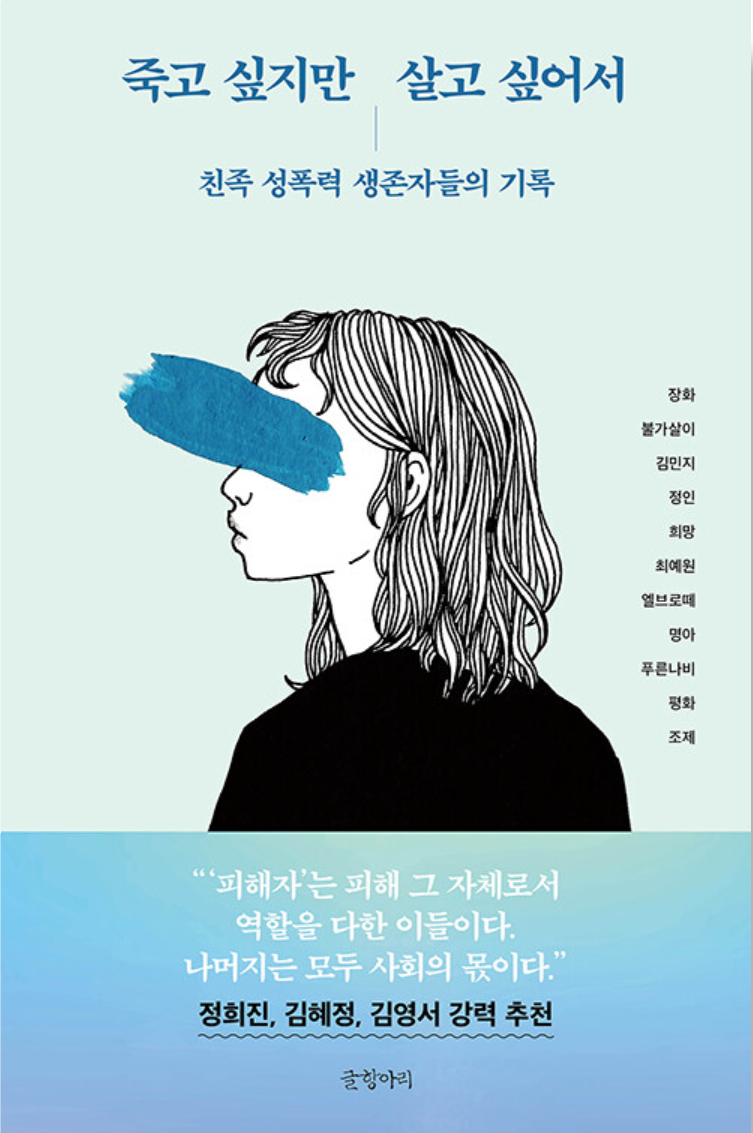 죽고 싶지만 살고 싶어서
친족 성폭력 생존자들의 기록
장화
불가살이
김민지
정인
희망
최예원
엘브로떼
명아
푸른나비
평화
조제
“‘피해자’는 피해 그 자체로서
역할을 다한 이들이다.
나머지는 모두 사회의 몫이다.”
정희진, 김혜정, 김영서 강력 추천
글항아리